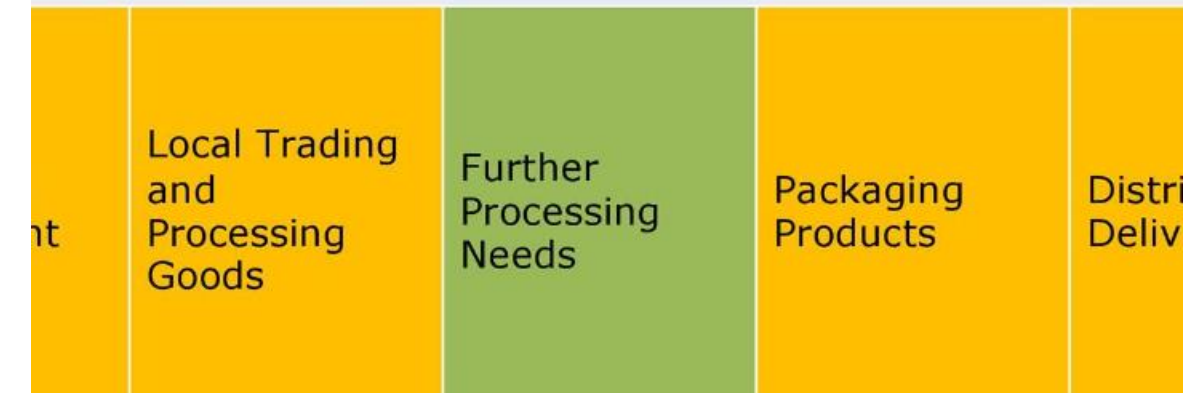 Local Trading
and
Processing
Goods
Further
Processing
Needs
Packaging
Products